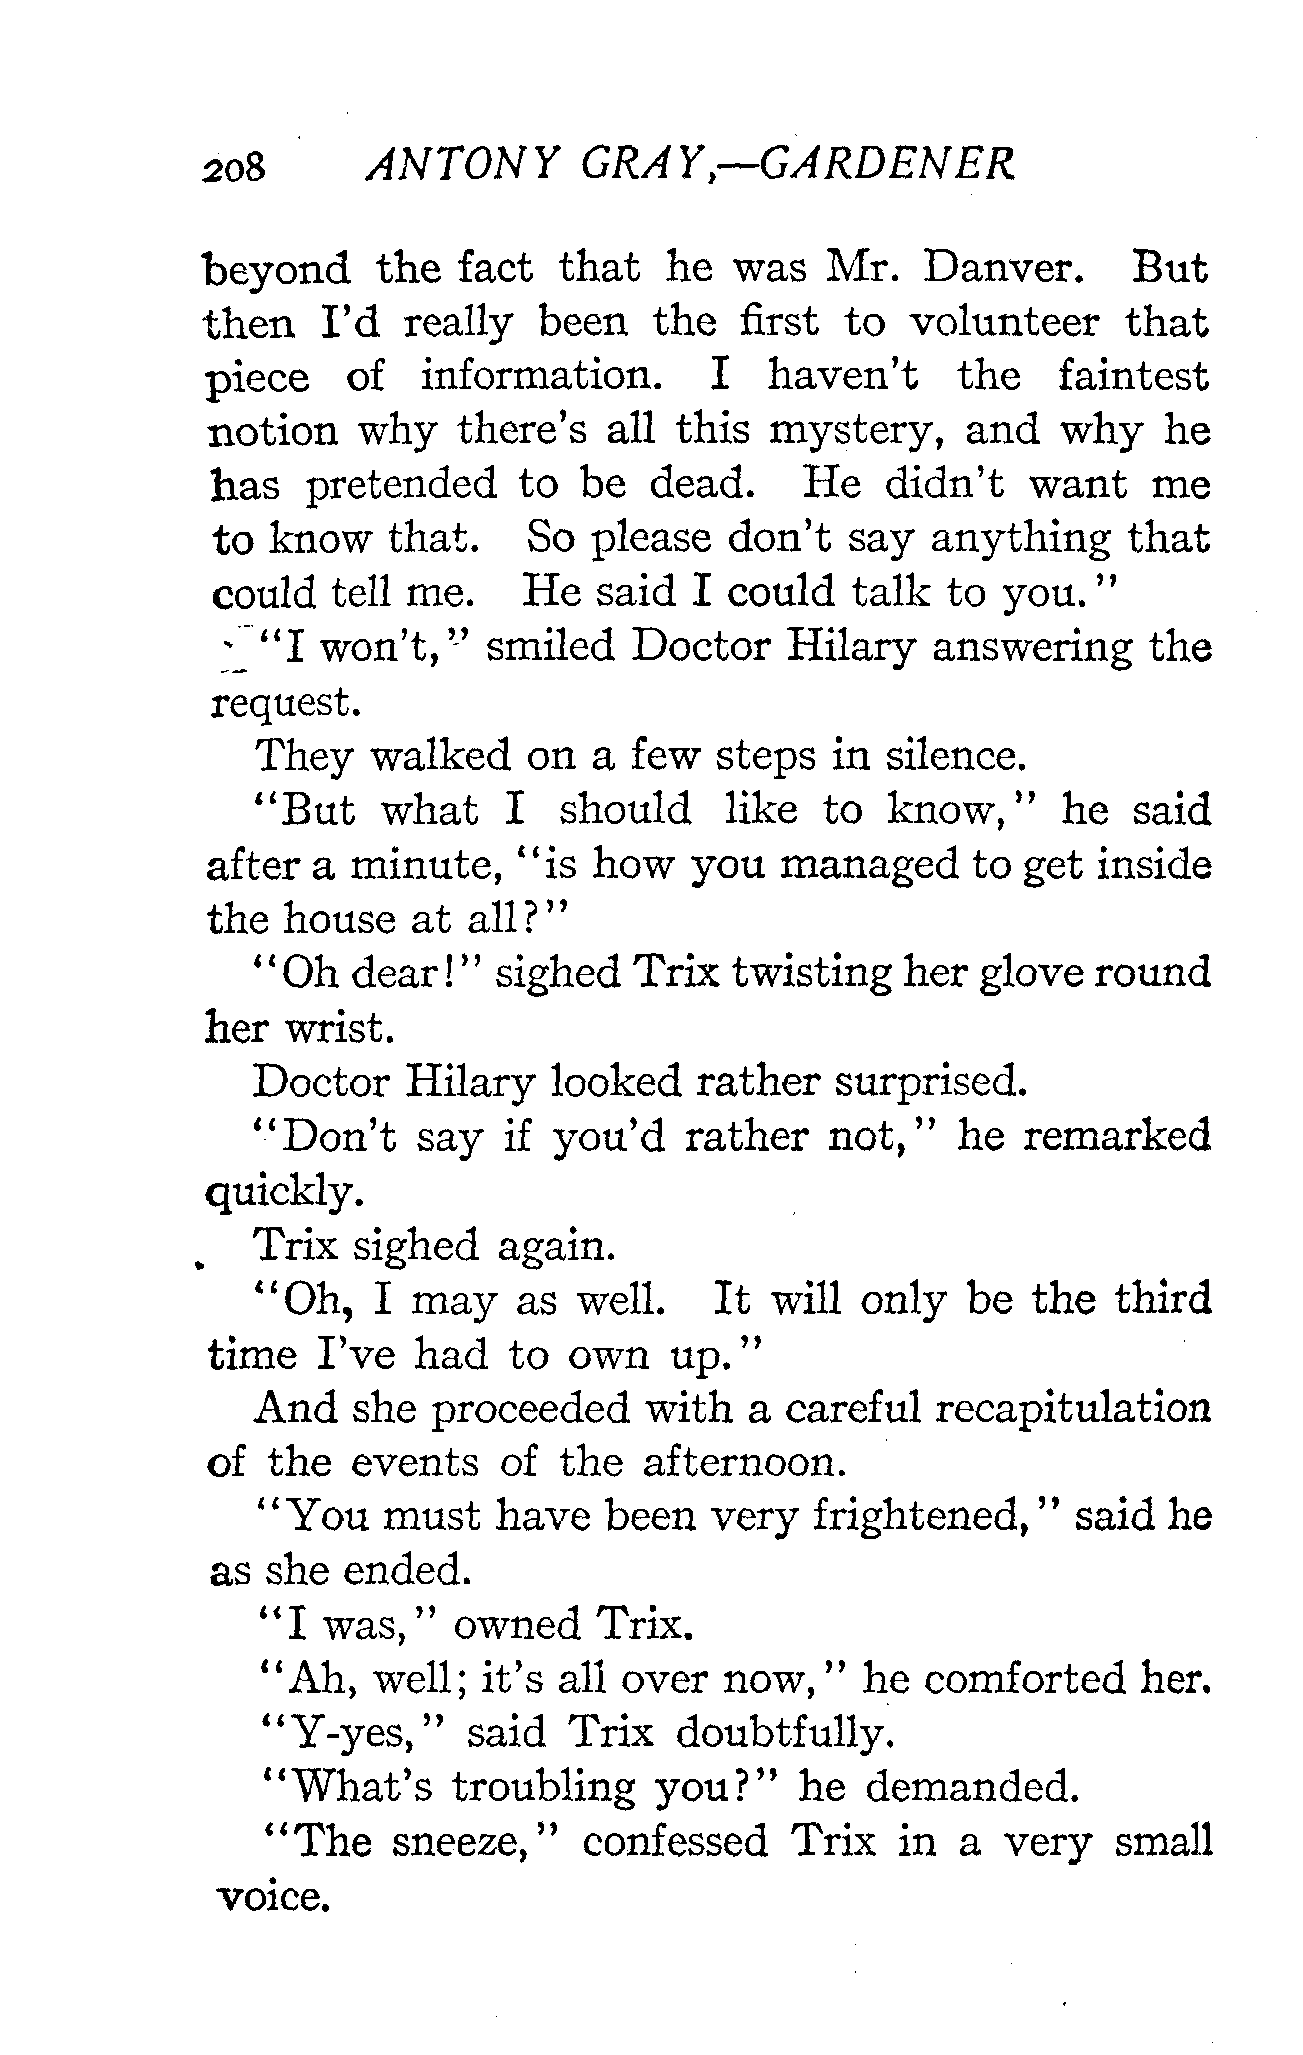 208 ANTONY GRAY,—GARDENER
beyond the fact that he was Mr. Danver. But
then I'd really been the first to volunteer that
piece of information. I haven't the faintest
notion why there's all this mystery, and why he
has pretended to be dead. He didn't want me
to know that. So please don't say anything that
could tell me. He said I could talk to you."
"I won't," smiled Doctor Hilary answering the
request.
They walked on a few steps in silence.
"But what I should like to know," he said
after a minute, "is how you managed to get inside
the house at all?"
"Oh dear!" sighed Trix twisting her glove round
her wrist.
Doctor Hilary looked rather surprised.
"Don't say if you'd rather not," he remarked
quickly.
Trix sighed again.
"Oh, I may as well. It will only be the third
time I've had to own up."
And she proceeded with a careful recapitulation
of the events of the afternoon.
"You must have been very frightened," said he
as she ended.
"I was," owned Trix.
"Ah, well; it's all over now," he comforted her.
"Y-yes," said Trix doubtfully.
"What's troubling you?" he demanded.
"The sneeze," confessed Trix in a very small
voice.